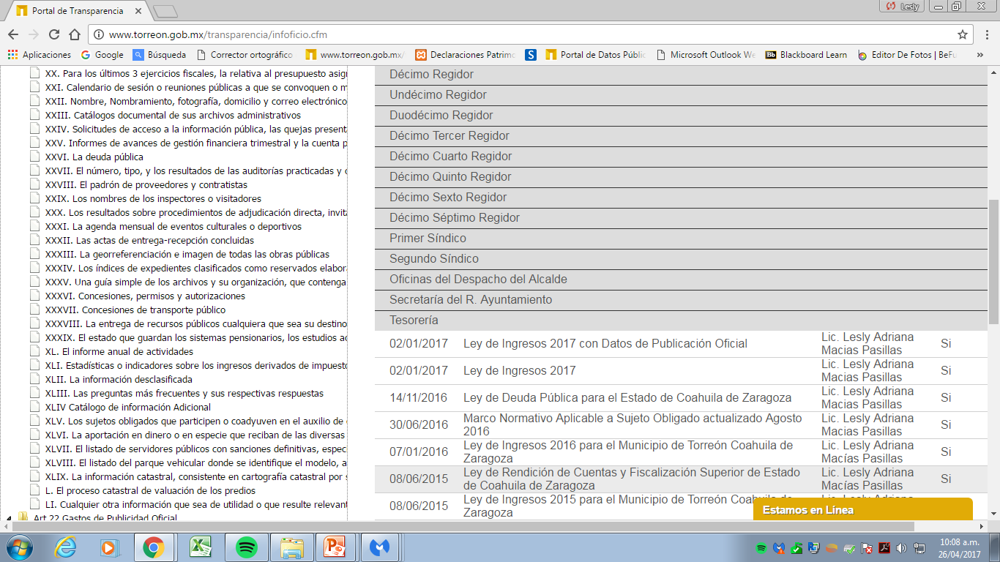 Portal de Transparencia
Lesly
www.torreon.gob.mx/transparencia/infoficio.cfm
Aplicaciones
Google
Búsqueda
Corrector ortográfico
www.torreon.gob.mx/
Declaraciones Patrim
Portal de Datos Públic
Microsoft Outlook We
Blackboard Learn
Editor De Fotos | BeFu
»
XX. Para los últimos 3 ejercicios fiscales, la relativa al presupuesto asig
XXI. Calendario de sesión o reuniones públicas a que se convoquen o m
XXII. Nombre, Nombramiento, fotografía, domicilio y correo electrónico
XXIII. Catálogos documental de sus archivos administrativos
XXIV. Solicitudes de acceso a la información pública, las quejas present
XXV. Informes de avances de gestión financiera trimestral y la cuenta p
XXVI. La deuda pública
XXVII. El número, tipo, y los resultados de las auditorías practicadas y c
XXVIII. El padrón de proveedores y contratistas
XXIX. Los nombres de los inspectores o visitadores
XXX. Los resultados sobre procedimientos de adjudicación directa, invita
XXXI. La agenda mensual de eventos culturales o deportivos
XXXII. Las actas de entrega-recepción concluidas
XXXIII. La georreferenciación e imagen de todas las obras públicas
XXXIV. Los índices de expedientes clasificados como reservados elabora
XXXV. Una guía simple de los archivos y su organización, que contenga
XXXVI. Concesiones, permisos y autorizaciones
XXXVII. Concesiones de transporte público
XXXVIII. La entrega de recursos públicos cualquiera que sea su destino
XXXIX. El estado que guardan los sistemas pensionarios, los estudios ac
XL. El informe anual de actividades
XLI. Estadísticas o indicadores sobre los ingresos derivados de impuesto
XLII. La información desclasificada
XLIII. Las preguntas más frecuentes y sus respectivas respuestas
XLIV Catálogo de información Adicional
XLV. Los sujetos obligados que participen o coadyuven en el auxilio de
XLVI. La aportación en dinero o en especie que reciban de las diversas
XLVII. El listado de servidores públicos con sanciones definitivas, espec
XLVIII. El listado del parque vehicular donde se identifique el modelo, a
XLIX. La información catastral, consistente en cartografía catastral por s
L. El proceso catastral de valuación de los predios
LI. Cualquier otra información que sea de utilidad o que resulte relevant
Art 22 Gastos de Publicidad Oficial
Décimo Regidor
Undécimo Regidor
Duodécimo Regidor
Décimo Tercer Regidor
Décimo Cuarto Regidor
Décimo Quinto Regidor
Décimo Sexto Regidor
Décimo Séptimo Regidor
Primer Síndico
Segundo Síndico
Oficinas del Despacho del Alcalde
Secretaría del R. Ayuntamiento
Tesorería
02/01/2017 Ley de Ingresos 2017 con Datos de Publicación Oficial Lic. Lesly Adriana Si
Macias Pasillas
02/01/2017 Ley de Ingresos 2017 Lic. Lesly Adriana Si
Macias Pasillas
14/11/2016 Ley de Deuda Pública para el Estado de Coahuila de Zaragoza Lic. Lesly Adriana Si
Macias Pasillas
30/06/2016 Marco Normativo Aplicable a Sujeto Obligado actualizado Agosto Lic. Lesly Adriana Si
2016 Macias Pasillas
07/01/2016 Ley de Ingresos 2016 para el Municipio de Torreón Coahuila de Lic. Lesly Adriana Si
Zaragoza Macías Pasillas
08/06/2015 Ley de Rendición de Cuentas y Fiscalización Superior de Estado Lic. Lesly Adriana Si
de Coahuila de Zaragoza Macías Pasillas
08/06/2015 Ley de Ingresos 2015 para el Municipio de Torreón
Zaragoza
Estamos en Línea
10:08 a.m.
26/04/2017